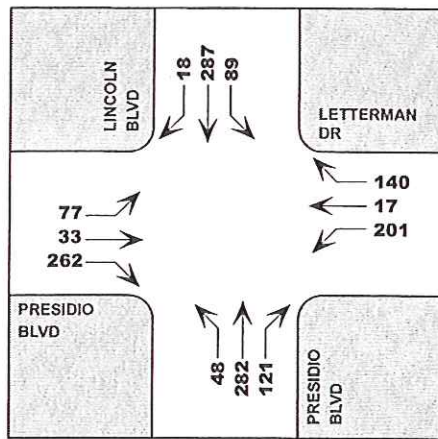 LINCOLN
BLVD
18
287
89
LETTERMAN
DR
140
17
201
77
33
262
PRESIDIO
BLVD
48
282
121
PRESIDIO
BLVD